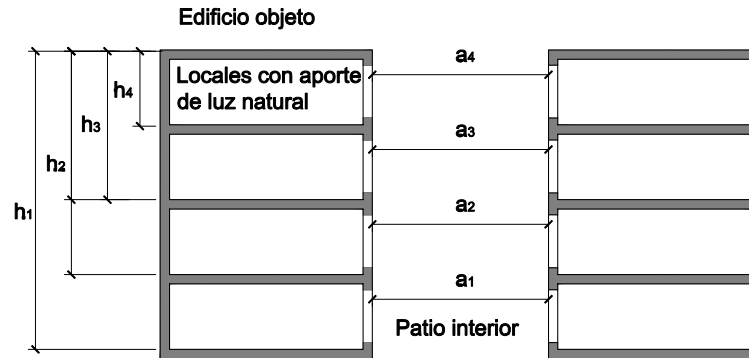 Edificio objeto
Locales con aporte
de luz natural
h4
h3
h2
h1
a4
a3
a2
a1
Patio interior